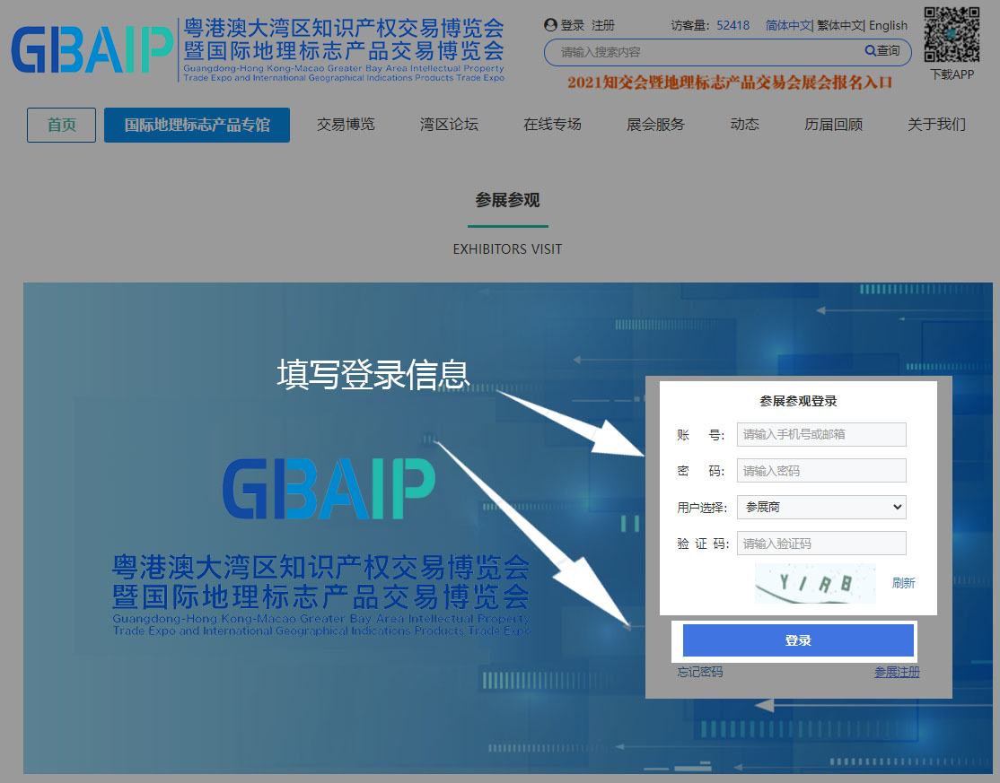 GBAIP
粤港澳大湾区知识产权交易博览会
暨国际地理标志产品交易博览会
Guangdong-Hong Kong-Macao Greater Bay Area Intellectual Property
Trade Expo and International Geographical Indications Products Trade Expo
登录 注册 访客量: 52418 简体中文| 繁体中文| English
请输入搜索内容 查询
2021知交会暨地理标志产品交易会展会报名入口
下载APP
首页 国际地理标志产品专馆 交易博览 湾区论坛 在线专场 展会服务 动态 历届回顾 关于我们
参展参观
EXHIBITORS VISIT
填写登录信息
GBAIP
粤港澳大湾区知识产权交易博览会
暨国际地理标志产品交易博览会
Guangdong-Hong Kong-Macao Greater Bay Area Intellectual Property
Trade Expo and International Geographical Indications Products Trade Expo
参展参观登录
账 号: 请输入手机号或邮箱
密 码: 请输入密码
用户选择: 参展商
验 证 码: 请输入验证码
YIRB 刷新
登录
忘记密码 参展注册